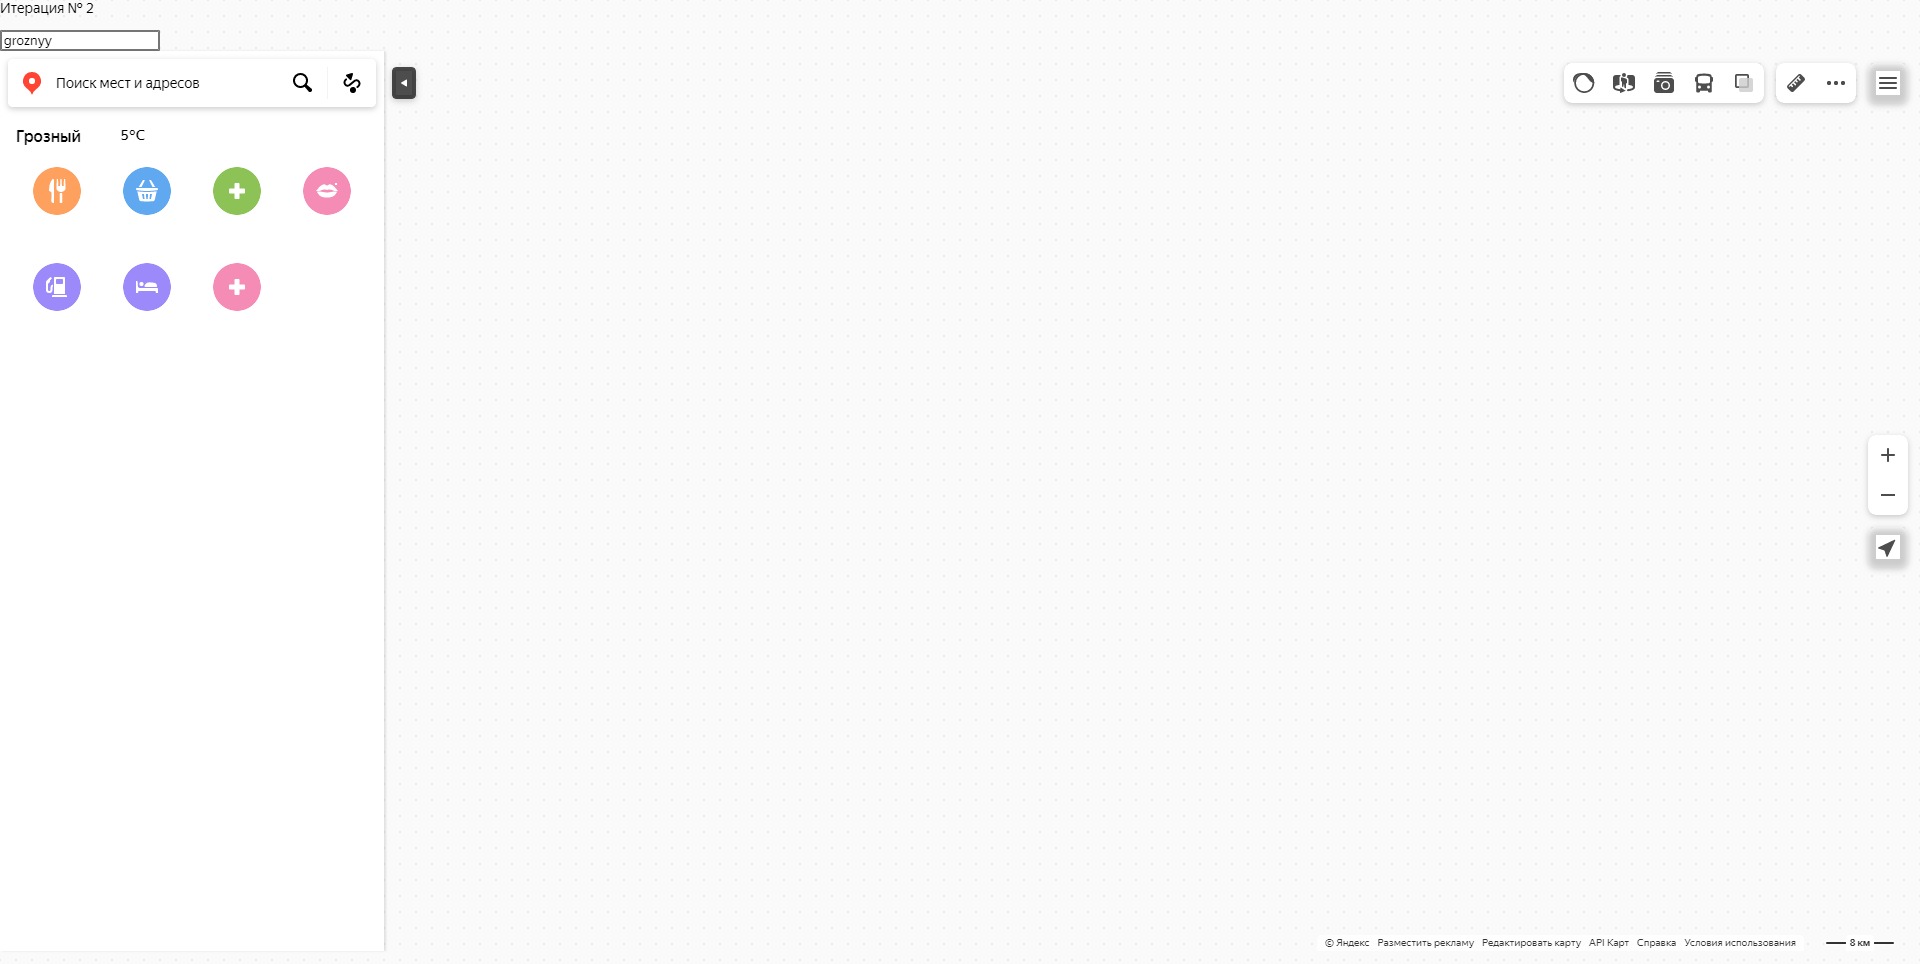 Итерация № 2
groznyy
Поиск мест и адресов
Грозный 5°C
© Яндекс Разместить рекламу Редактировать карту API Карт Справка Условия использования 8 км